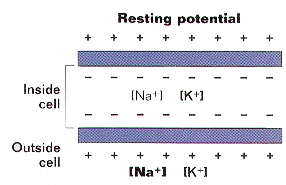 Resting potential
+ + + + + + + +
− − − − − − − −
Inside cell
[Na+] [K+]
− − − − − − − −
Outside cell
+ + + + + + + +
[Na+] [K+]